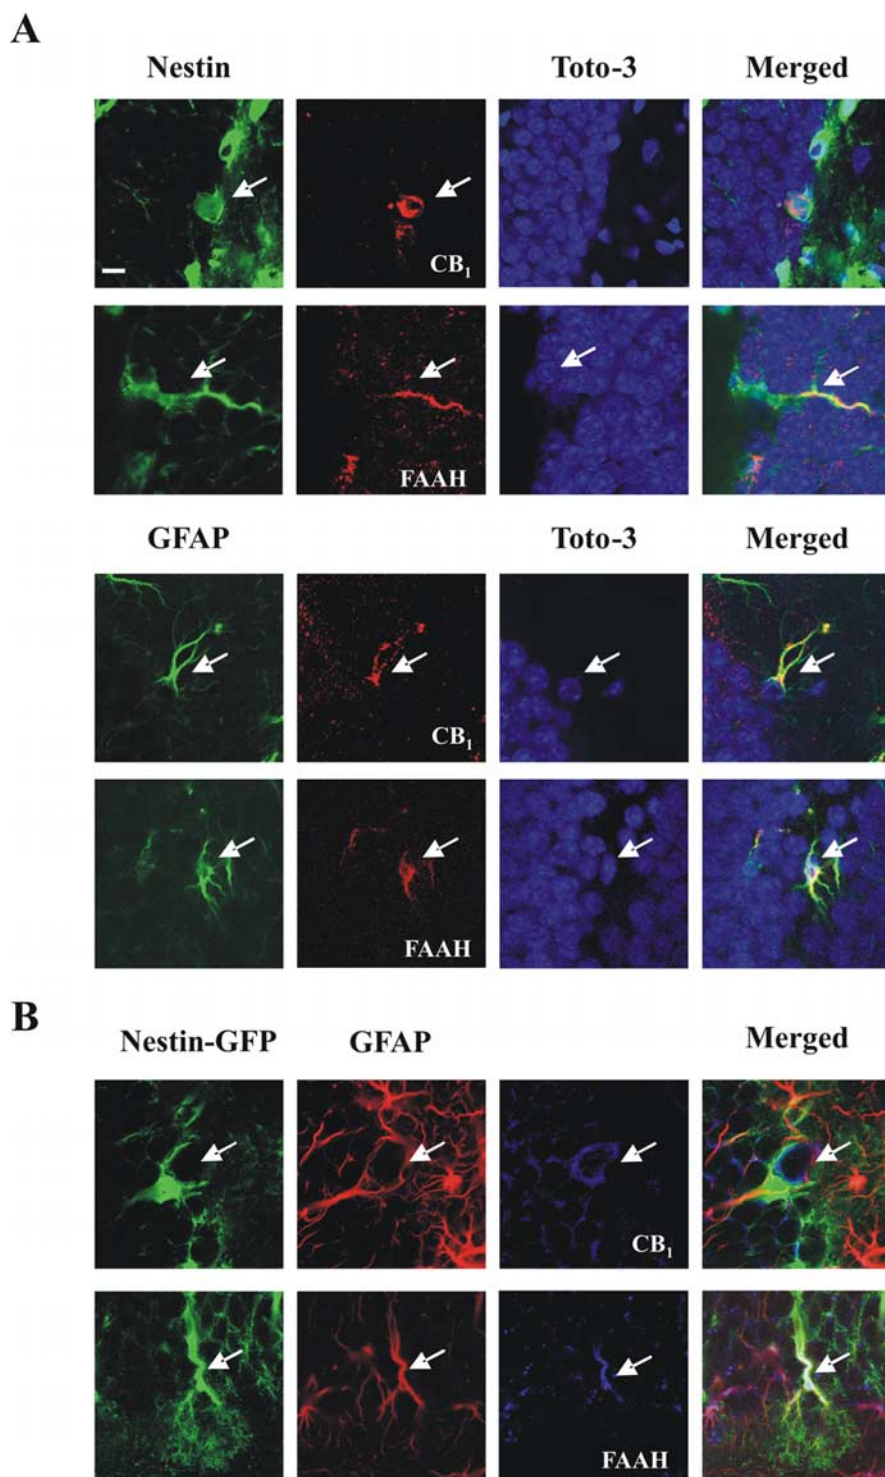 A
Nestin Toto-3 Merged
CB₁
FAAH
GFAP Toto-3 Merged
CB₁
FAAH
B
Nestin-GFP GFAP Merged
CB₁
FAAH